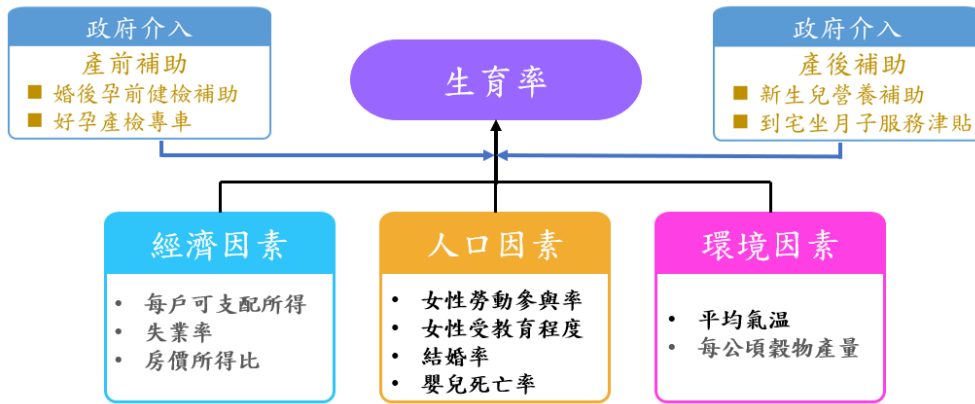 政府介入
產前補助
■ 婚後孕前健檢補助
■ 好孕產檢專車
生育率
政府介入
產後補助
■ 新生兒營養補助
■ 到宅坐月子服務津貼
經濟因素
• 每戶可支配所得
• 失業率
• 房價所得比
人口因素
• 女性勞動參與率
• 女性受教育程度
• 結婚率
• 嬰兒死亡率
環境因素
• 平均氣溫
• 每公頃穀物產量